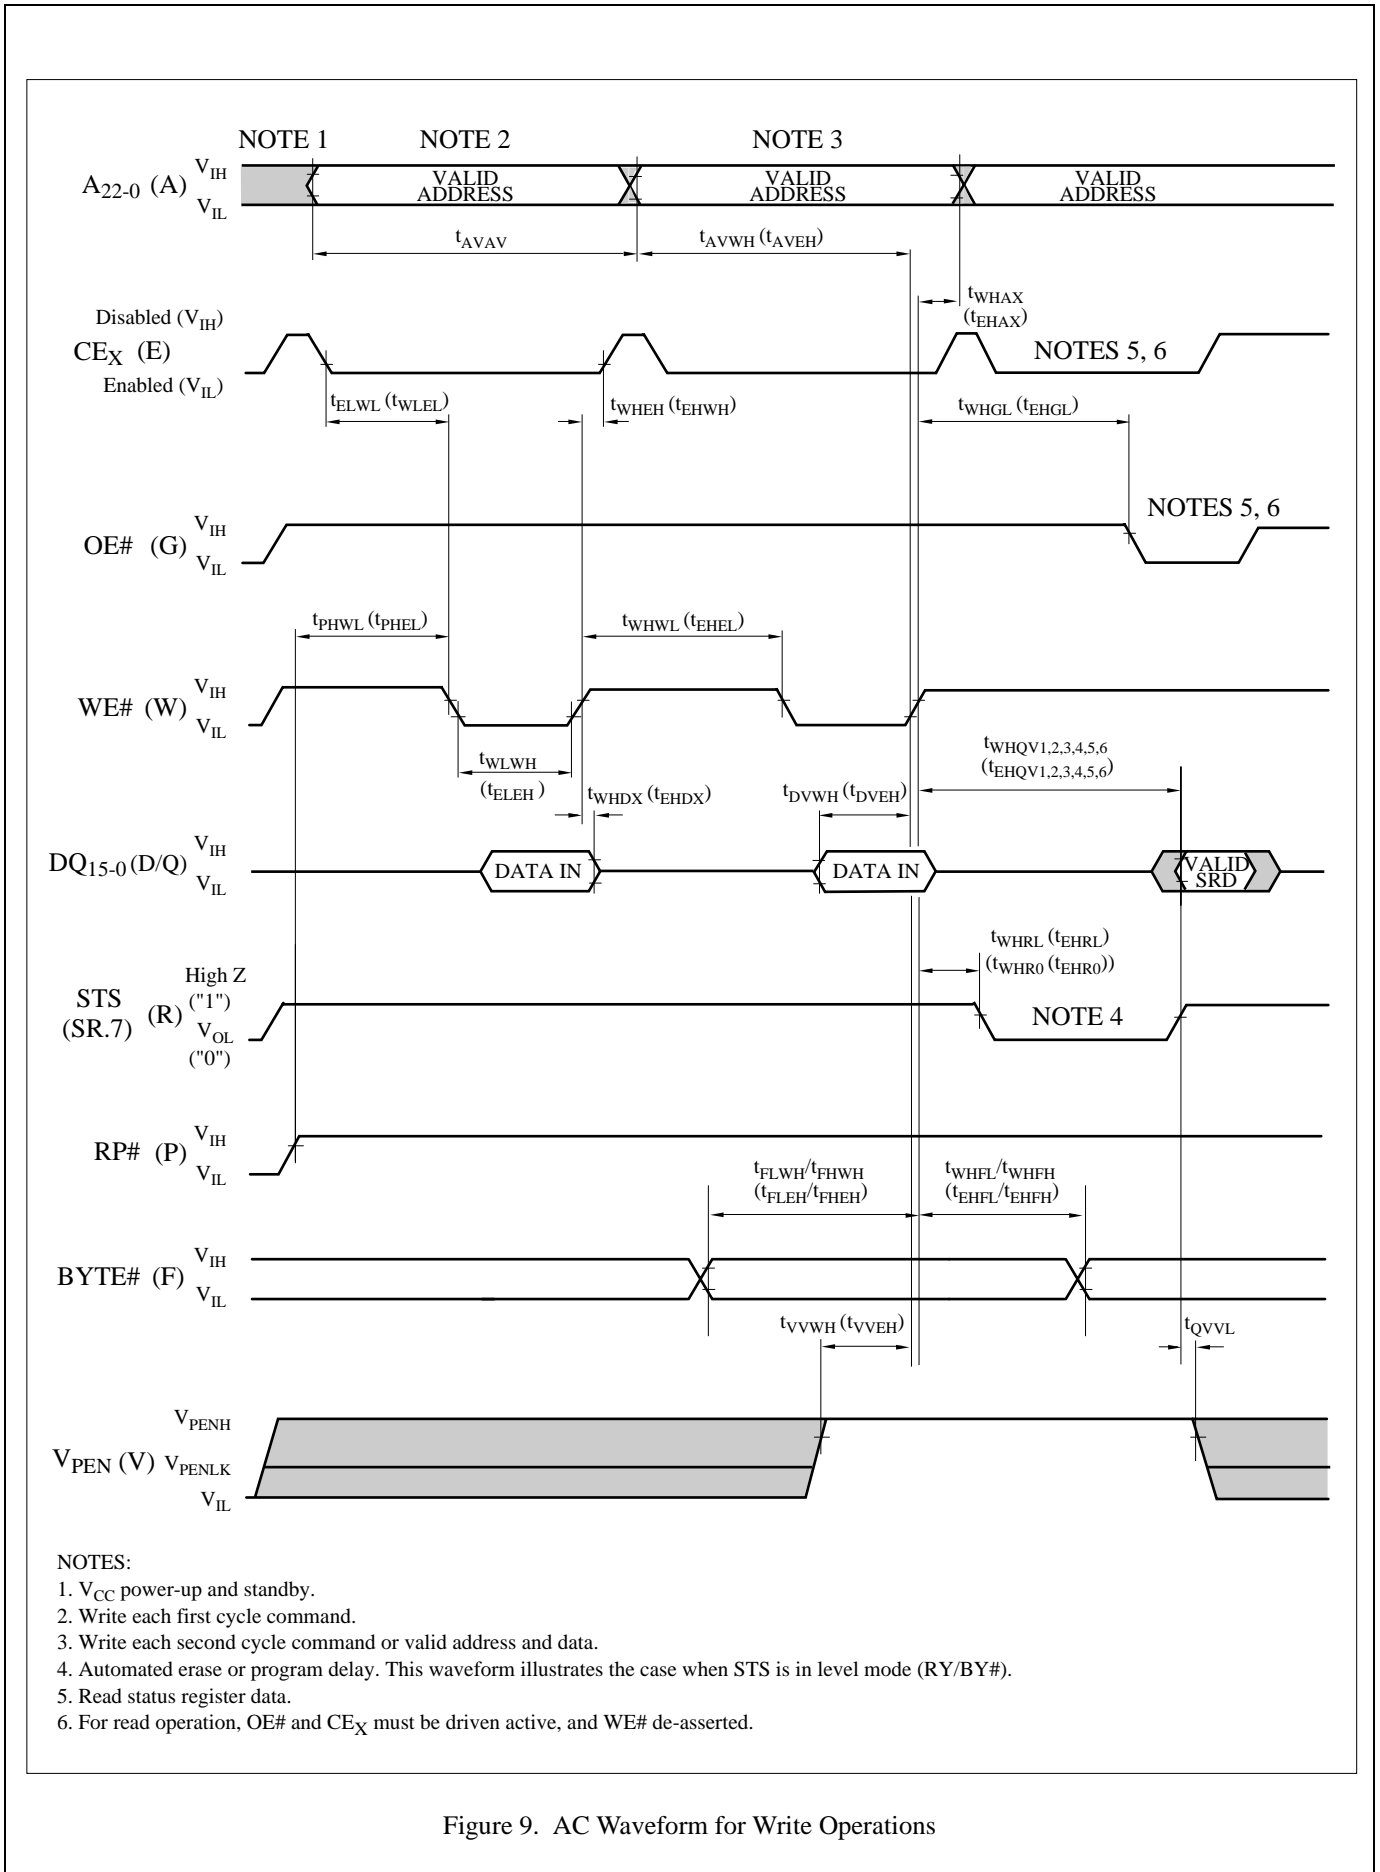 NOTE 1 NOTE 2 NOTE 3
A22-0 (A) VIH VIL
VALID ADDRESS VALID ADDRESS VALID ADDRESS
tAVAV tAVWH (tAVEH)
tWHAX
(tEHAX)
Disabled (VIH)
CEX (E)
Enabled (VIL)
NOTES 5, 6
tELWL (tWLEL) tWHEH (tEHWH) tWHGL (tEHGL)
NOTES 5, 6
VIH
OE# (G)
VIL
tPHWL (tPHEL) tWHWL (tEHEL)
VIH
WE# (W)
VIL
tWLWH
(tELEH)
tWHDX (tEHDX) tDVWH (tDVEH)
tWHQV1,2,3,4,5,6
(tEHQV1,2,3,4,5,6)
VIH
DQ15-0 (D/Q)
VIL
DATA IN DATA IN VALID SRD
tWHRL (tEHRL)
(tWHR0 (tEHR0))
High Z
("1")
STS
(SR.7) (R)
VOL
("0")
NOTE 4
VIH
RP# (P)
VIL
tFLWH/tFHWH
(tFLEH/tFHEH)
tWHFL/tWHFH
(tEHFL/tEHFH)
VIH
BYTE# (F)
VIL
tVVWH (tVVEH) tQVVL
VPENH
VPEN (V) VPENLK
VIL
NOTES:
1. VCC power-up and standby.
2. Write each first cycle command.
3. Write each second cycle command or valid address and data.
4. Automated erase or program delay. This waveform illustrates the case when STS is in level mode (RY/BY#).
5. Read status register data.
6. For read operation, OE# and CEX must be driven active, and WE# de-asserted.
Figure 9. AC Waveform for Write Operations